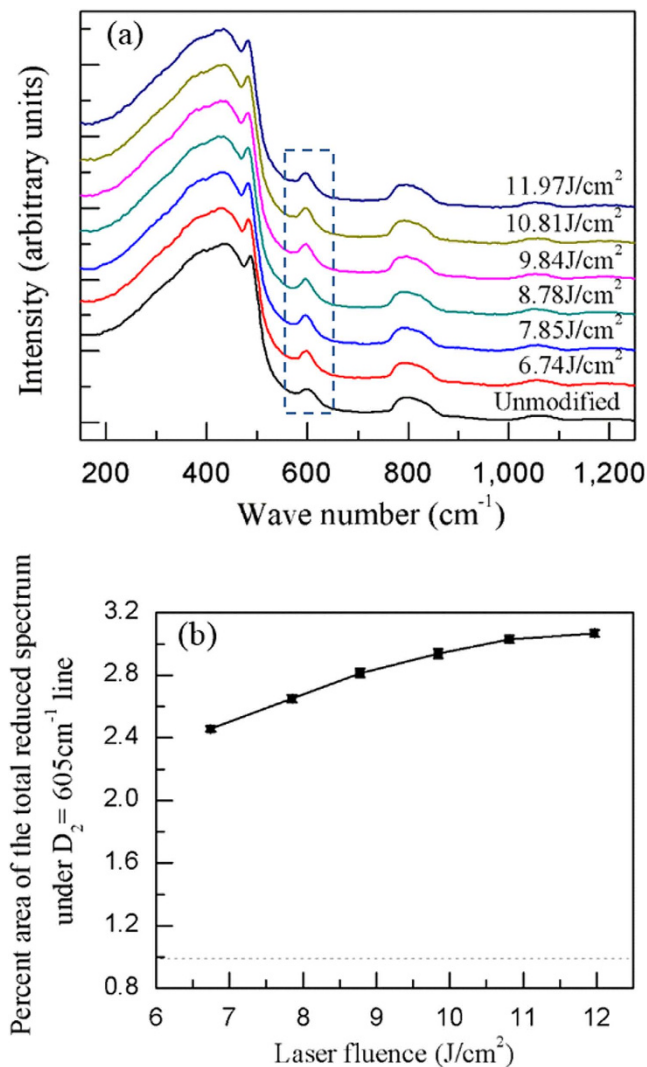 (a)
Intensity (arbitrary units)
11.97J/cm²
10.81J/cm²
9.84J/cm²
8.78J/cm²
7.85J/cm²
6.74J/cm²
Unmodified
200 400 600 800 1,000 1,200
Wave number (cm⁻¹)
(b)
Percent area of the total reduced spectrum
under D₂= 605cm⁻¹ line
3.2
2.8
2.4
2.0
1.6
1.2
0.8
6 7 8 9 10 11 12
Laser fluence (J/cm²)